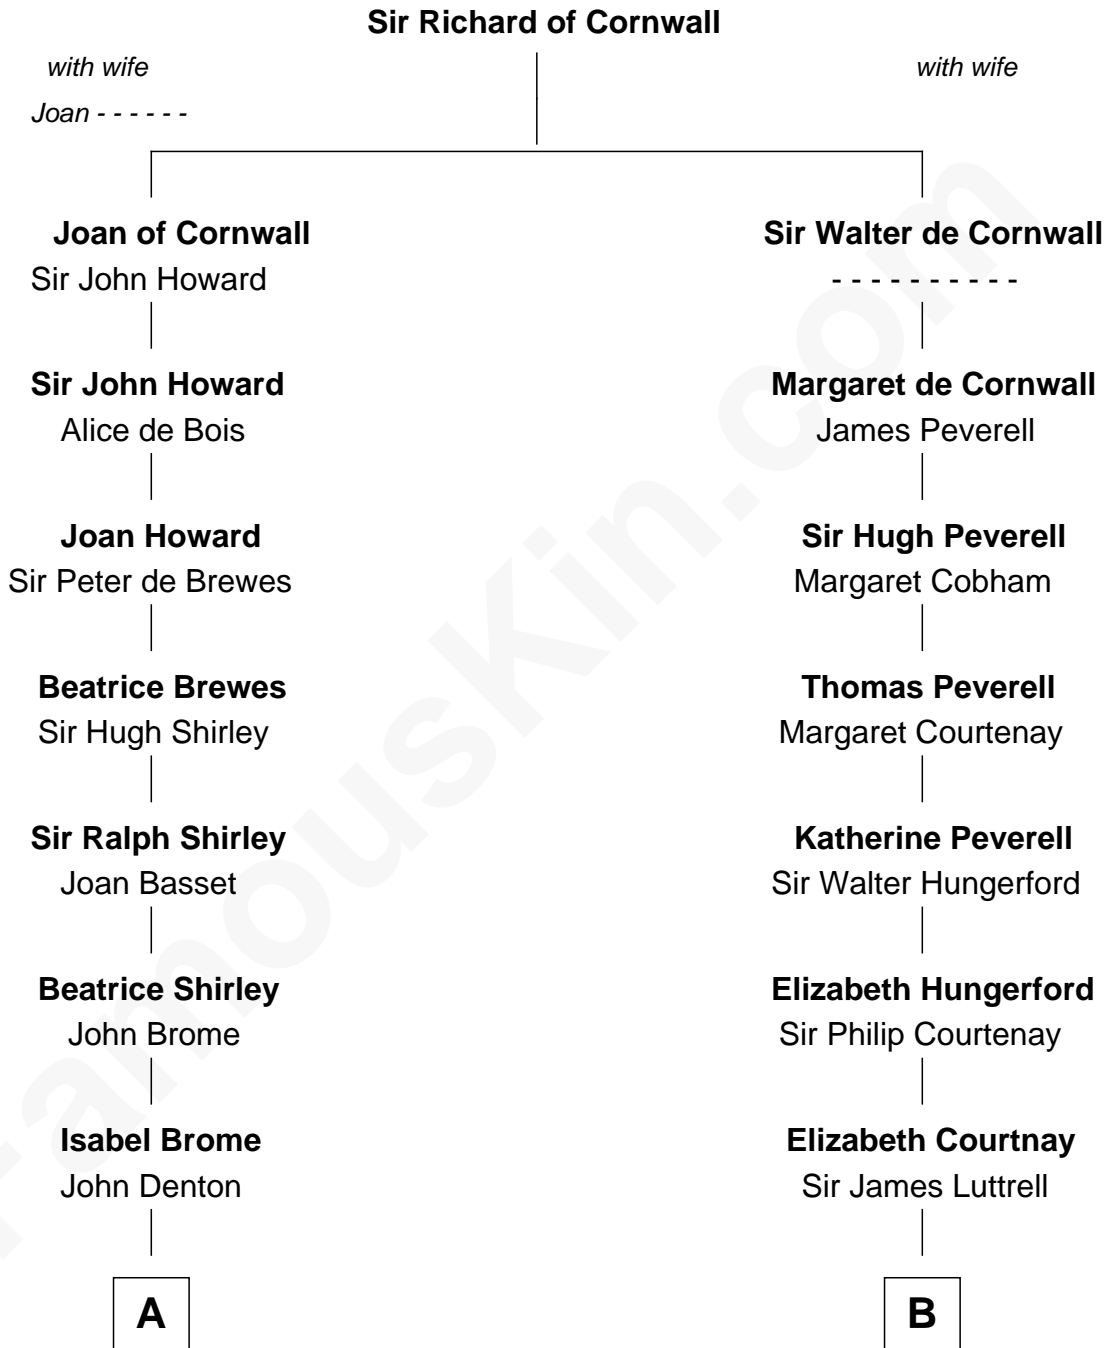 Sir Richard of Cornwall
with wife
with wife
Joan - - - - - -
Joan of Cornwall
Sir Walter de Cornwall
Sir John Howard
- - - - - - - - - -
Sir John Howard
Margaret de Cornwall
Alice de Bois
James Peverell
Joan Howard
Sir Hugh Peverell
Sir Peter de Brewes
Margaret Cobham
Beatrice Brewes
Thomas Peverell
Sir Hugh Shirley
Margaret Courtenay
Sir Ralph Shirley
Katherine Peverell
Joan Basset
Sir Walter Hungerford
Beatrice Shirley
Elizabeth Hungerford
John Brome
Sir Philip Courtenay
Isabel Brome
Elizabeth Courtnay
John Denton
Sir James Luttrell
A
B
FamousKin.com